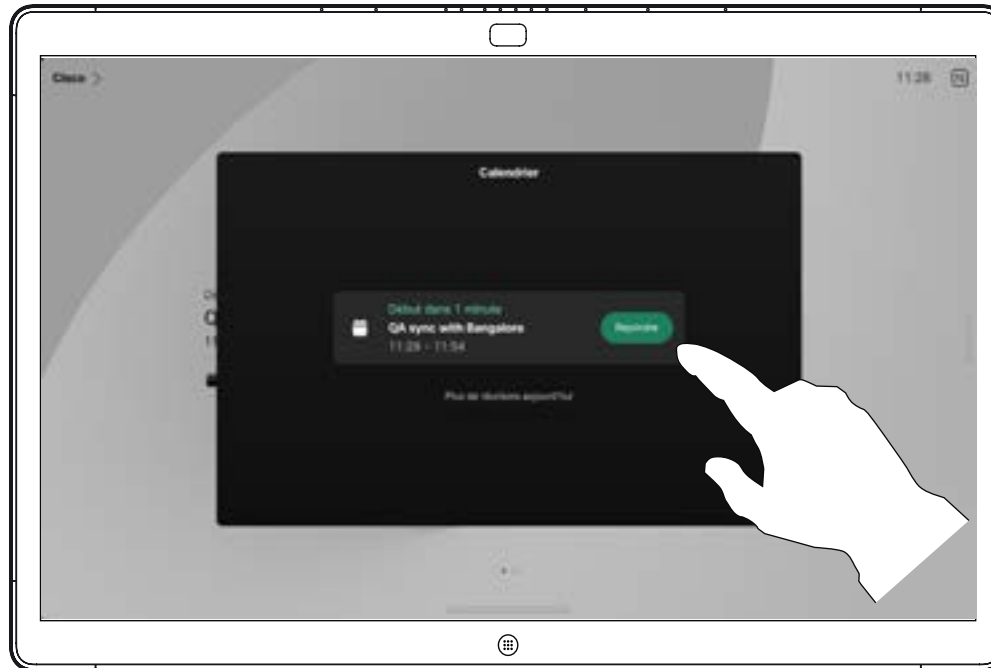 Cisco
11:28
Calendrier
Début dans 1 minute
QA sync with Bangalore
11:29 - 11:54
Rejoindre
Plus de réunions aujourd'hui